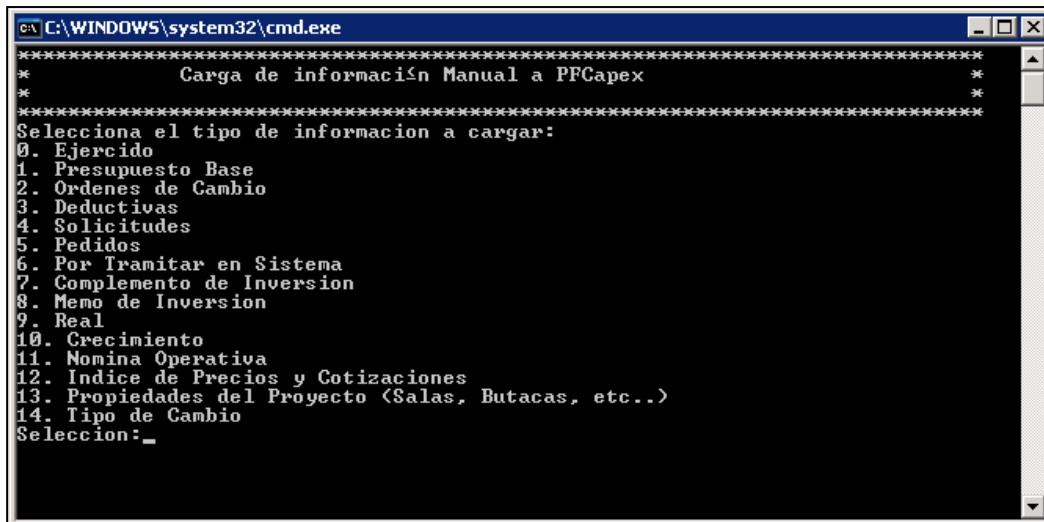 C:\WINDOWS\system32\cmd.exe
********************************************************************************
* Carga de informaci≤n Manual a PFCapex *
* *
********************************************************************************
Selecciona el tipo de informacion a cargar:
0. Ejercido
1. Presupuesto Base
2. Ordenes de Cambio
3. Deductivas
4. Solicitudes
5. Pedidos
6. Por Tramitar en Sistema
7. Complemento de Inversion
8. Memo de Inversion
9. Real
10. Crecimiento
11. Nomina Operativa
12. Indice de Precios y Cotizaciones
13. Propiedades del Proyecto (Salas, Butacas, etc..)
14. Tipo de Cambio
Seleccion:_